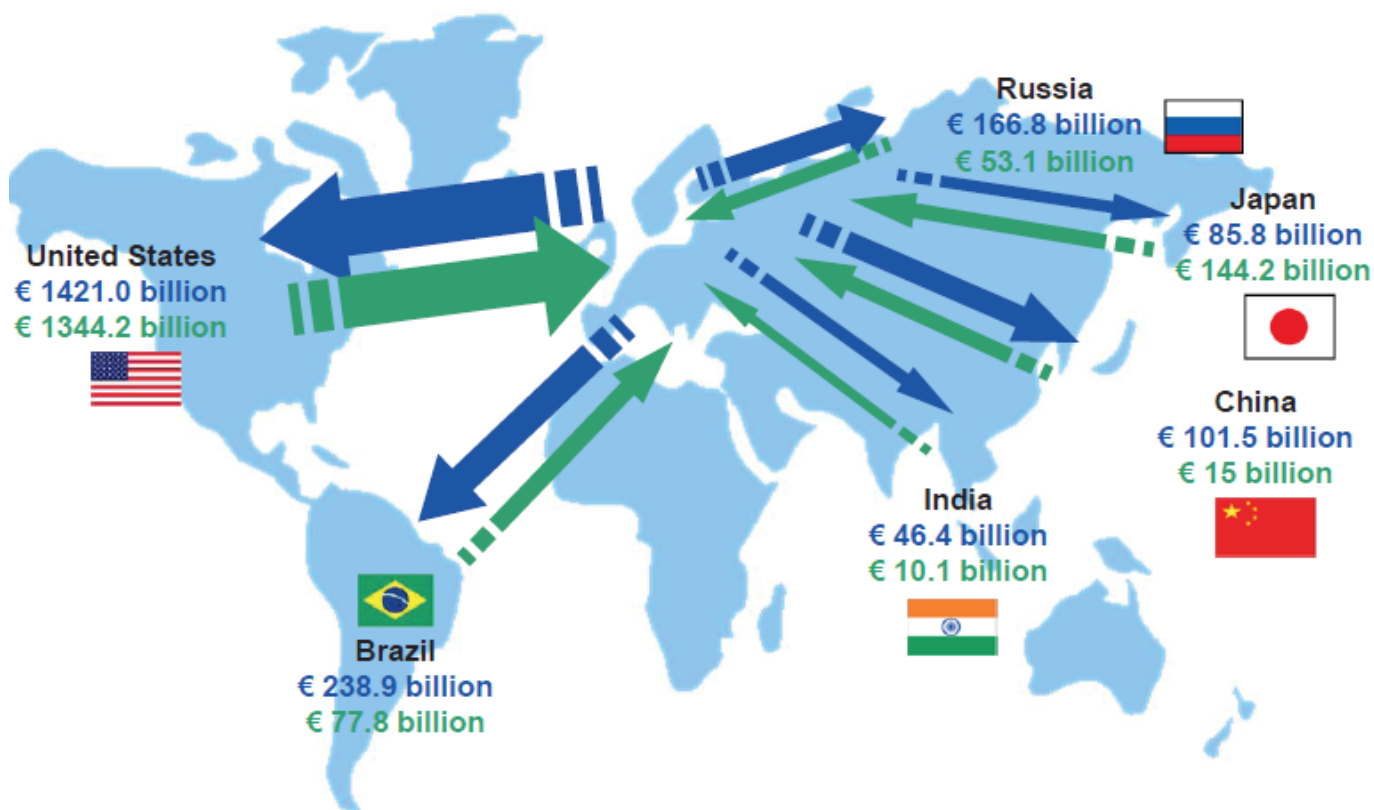 Russia
€ 166.8 billion
€ 53.1 billion
Japan
€ 85.8 billion
€ 144.2 billion
United States
€ 1421.0 billion
€ 1344.2 billion
China
€ 101.5 billion
€ 15 billion
India
€ 46.4 billion
€ 10.1 billion
Brazil
€ 238.9 billion
€ 77.8 billion